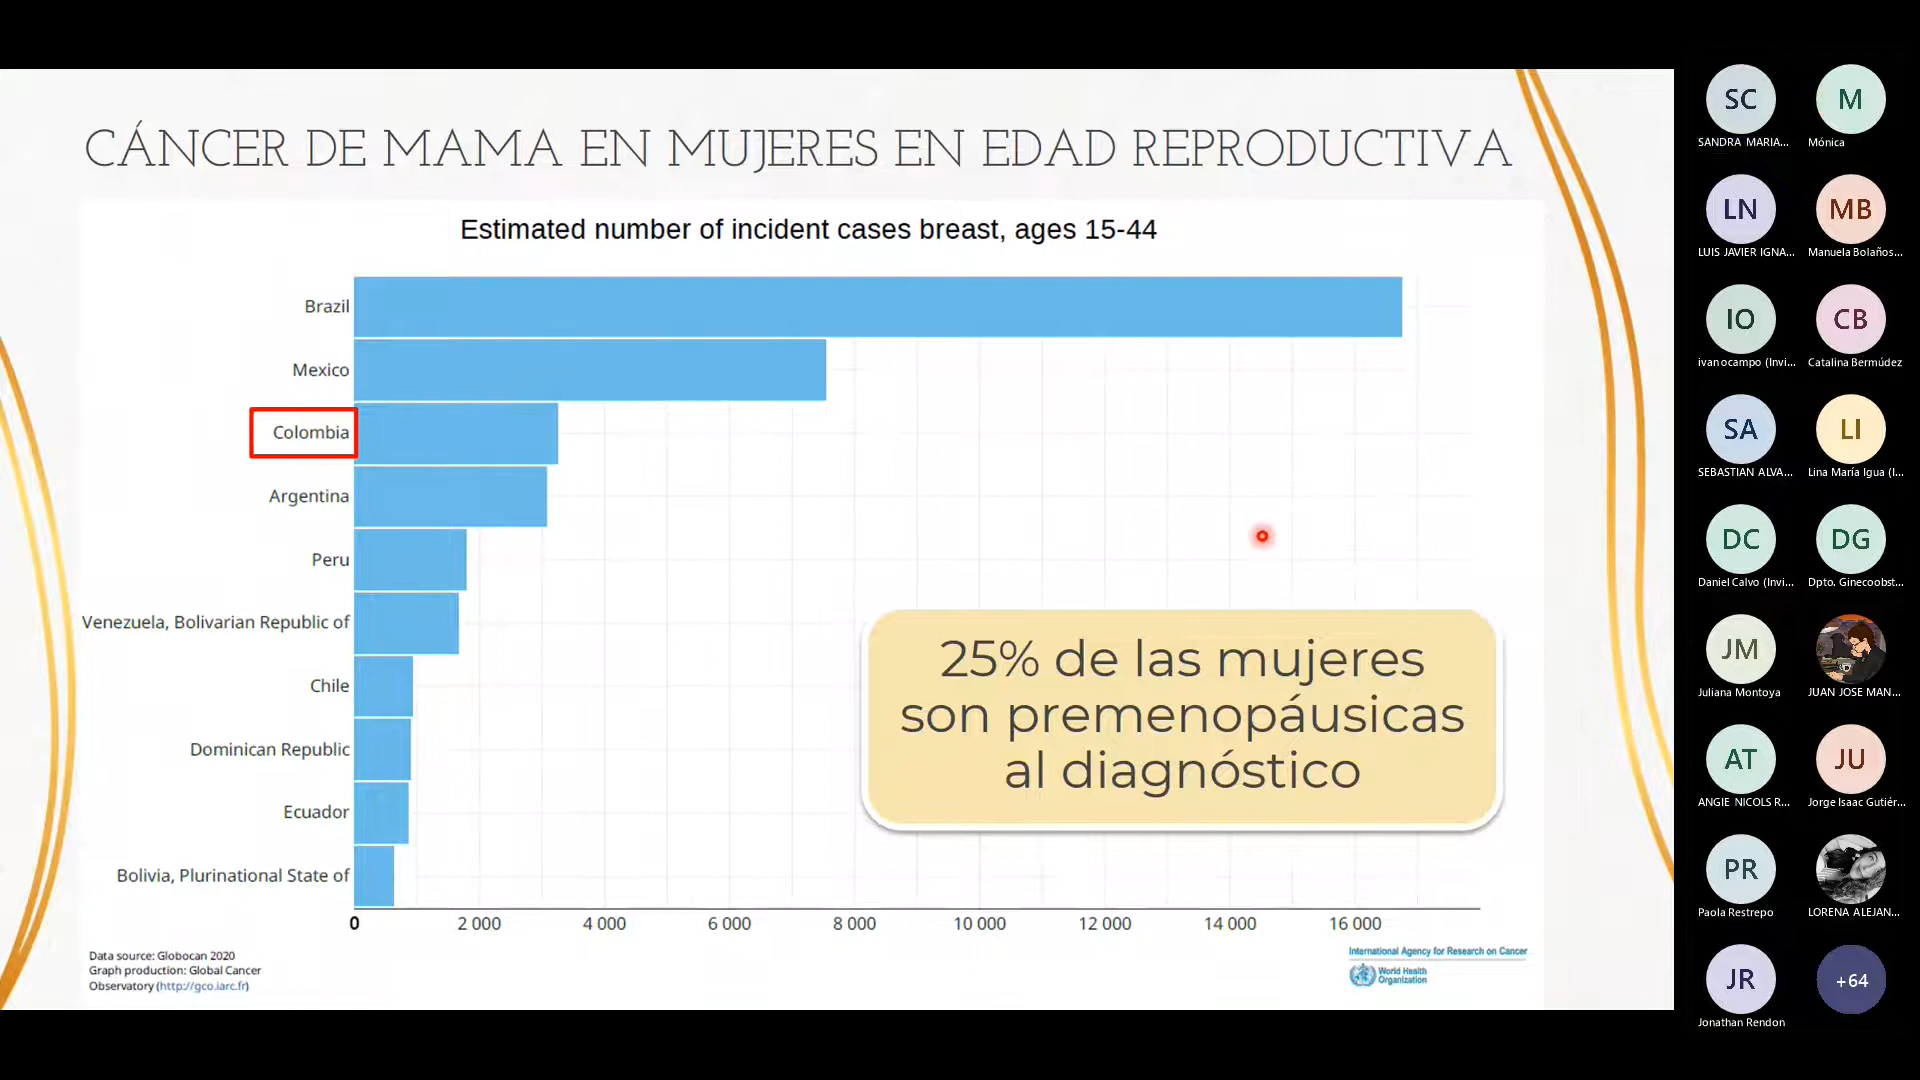 CÁNCER DE MAMA EN MUJERES EN EDAD REPRODUCTIVA
Estimated number of incident cases breast, ages 15-44
Brazil
Mexico
Colombia
Argentina
Peru
Venezuela, Bolivarian Republic of
Chile
Dominican Republic
Ecuador
Bolivia, Plurinational State of
0 2 000 4 000 6 000 8 000 10 000 12 000 14 000 16 000
25% de las mujeres
son premenopáusicas
al diagnóstico
Data source: Globocan 2020
Graph production: Global Cancer
Observatory (http://gco.iarc.fr)
International Agency for Research on Cancer
World Health
Organization
SC M
SANDRA MARIA... Mónica
LN MB
LUIS JAVIER IGNA... Manuela Bolaños...
IO CB
ivan ocampo (Invi... Catalina Bermúdez
SA LI
SEBASTIAN ALVA... Lina María Igua (I...
DC DG
Daniel Calvo (Invi... Dpto. Ginecoobst...
JM
Juliana Montoya JUAN JOSE MAN...
AT JU
ANGIE NICOLS R... Jorge Isaac Gutiér...
PR
Paola Restrepo LORENA ALEJAN...
JR +64
Jonathan Rendon